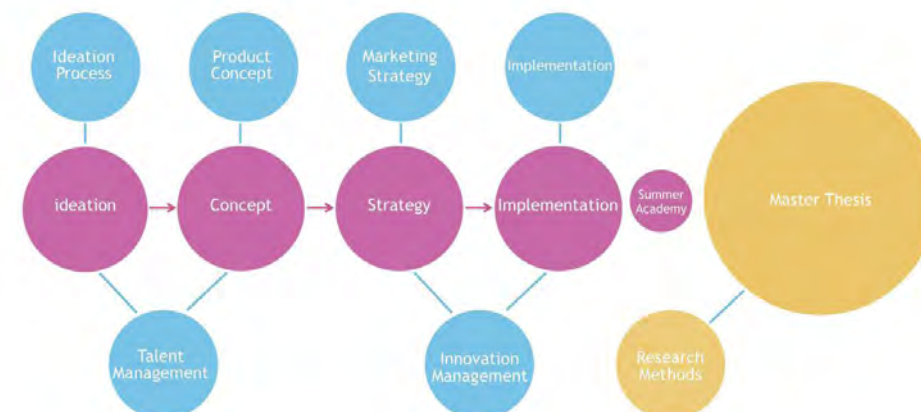 Ideation
Process
Product
Concept
Marketing
Strategy
Implementation
ideation
Concept
Strategy
Implementation
Summer
Academy
Master Thesis
Talent
Management
Innovation
Management
Research
Methods